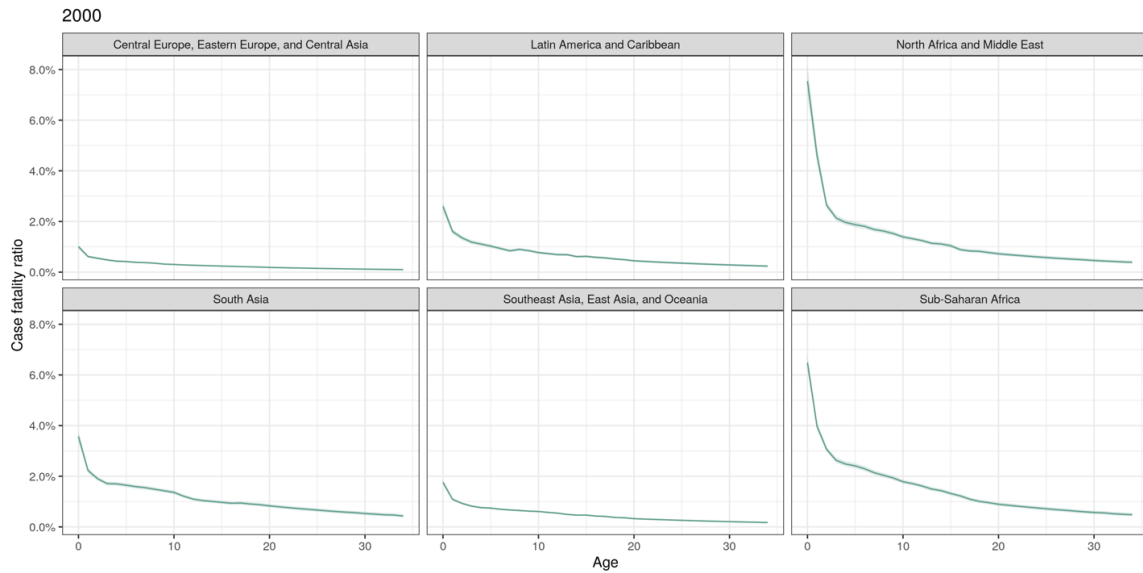 2000
Central Europe, Eastern Europe, and Central Asia
Latin America and Caribbean
North Africa and Middle East
8.0%
6.0%
4.0%
2.0%
0.0%
South Asia
Southeast Asia, East Asia, and Oceania
Sub-Saharan Africa
8.0%
6.0%
4.0%
2.0%
0.0%
Case fatality ratio
0 10 20 30
0 10 20 30
0 10 20 30
Age